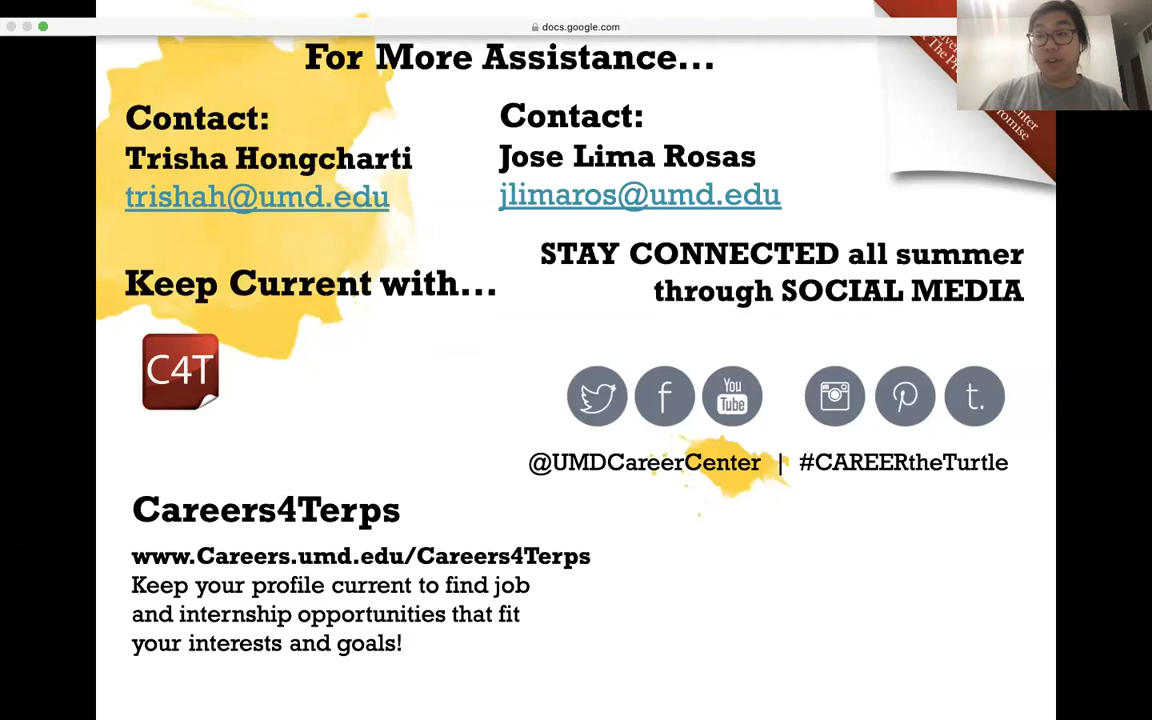 docs.google.com
For More Assistance...
Contact:
Trisha Hongcharti
trishah@umd.edu
Contact:
Jose Lima Rosas
jlimaros@umd.edu
STAY CONNECTED all summer
through SOCIAL MEDIA
Keep Current with...
C4T
f
You
Tube
t.
@UMDCareerCenter | #CAREERtheTurtle
Careers4Terps
www.Careers.umd.edu/Careers4Terps
Keep your profile current to find job
and internship opportunities that fit
your interests and goals!